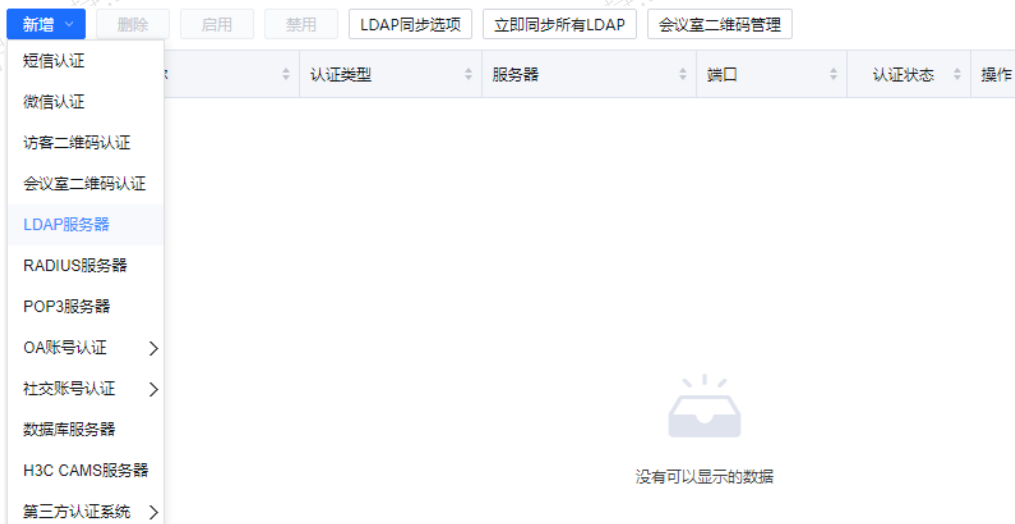 新增 删除 启用 禁用 LDAP同步选项 立即同步所有LDAP 会议室二维码管理
认证类型 服务器 端口 认证状态 操作
短信认证
微信认证
访客二维码认证
会议室二维码认证
LDAP服务器
RADIUS服务器
POP3服务器
OA账号认证
社交账号认证
数据库服务器
H3C CAMS服务器
第三方认证系统
没有可以显示的数据